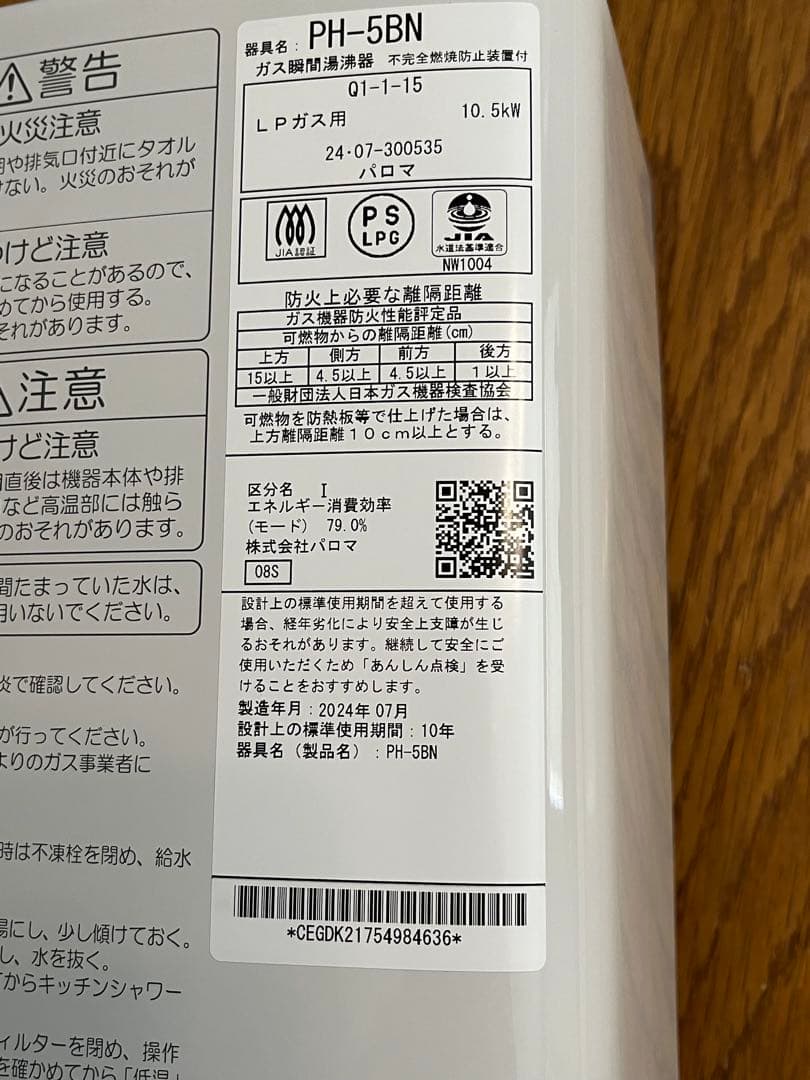 警告
火災注意
や排気口付近にタオル
けない。火災のおそれが
けど注意
になることがあるので、
めてから使用する。
それがあります。
注意
けど注意
直後は機器本体や排
など高温部には触ら
のおそれがあります。
間たまっていた水は、
用いないでください。
炎で確認してください。
が行ってください。
よりのガス事業者に
時は不凍栓を閉め、給水
湯にし、少し傾けておく。
し、水を抜く。
てからキッチンシャワー
ィルターを閉め、操作
を確かめてから「低温」
器具名: PH-5BN
ガス瞬間湯沸器 不完全燃焼防止装置付
Q1-1-15
LPガス用 10.5kW
24・07-300535
パロマ
JIA認証
PS
LPG
JIA
水道法基準適合
NW1004
防火上必要な離隔距離
ガス機器防火性能評定品
可燃物からの離隔距離(cm)
上方 側方 前方 後方
15以上 4.5以上 4.5以上 1以上
一般財団法人日本ガス機器検査協会
可燃物を防熱板等で仕上げた場合は、
上方離隔距離10cm以上とする。
区分名 I
エネルギー消費効率
(モード) 79.0%
株式会社パロマ
08S
設計上の標準使用期間を超えて使用する
場合、経年劣化により安全上支障が生じ
るおそれがあります。継続して安全にご
使用いただくため「あんしん点検」を受
けることをおすすめします。
製造年月:2024年07月
設計上の標準使用期間:10年
器具名(製品名):PH-5BN
*CEGDK21754984636*